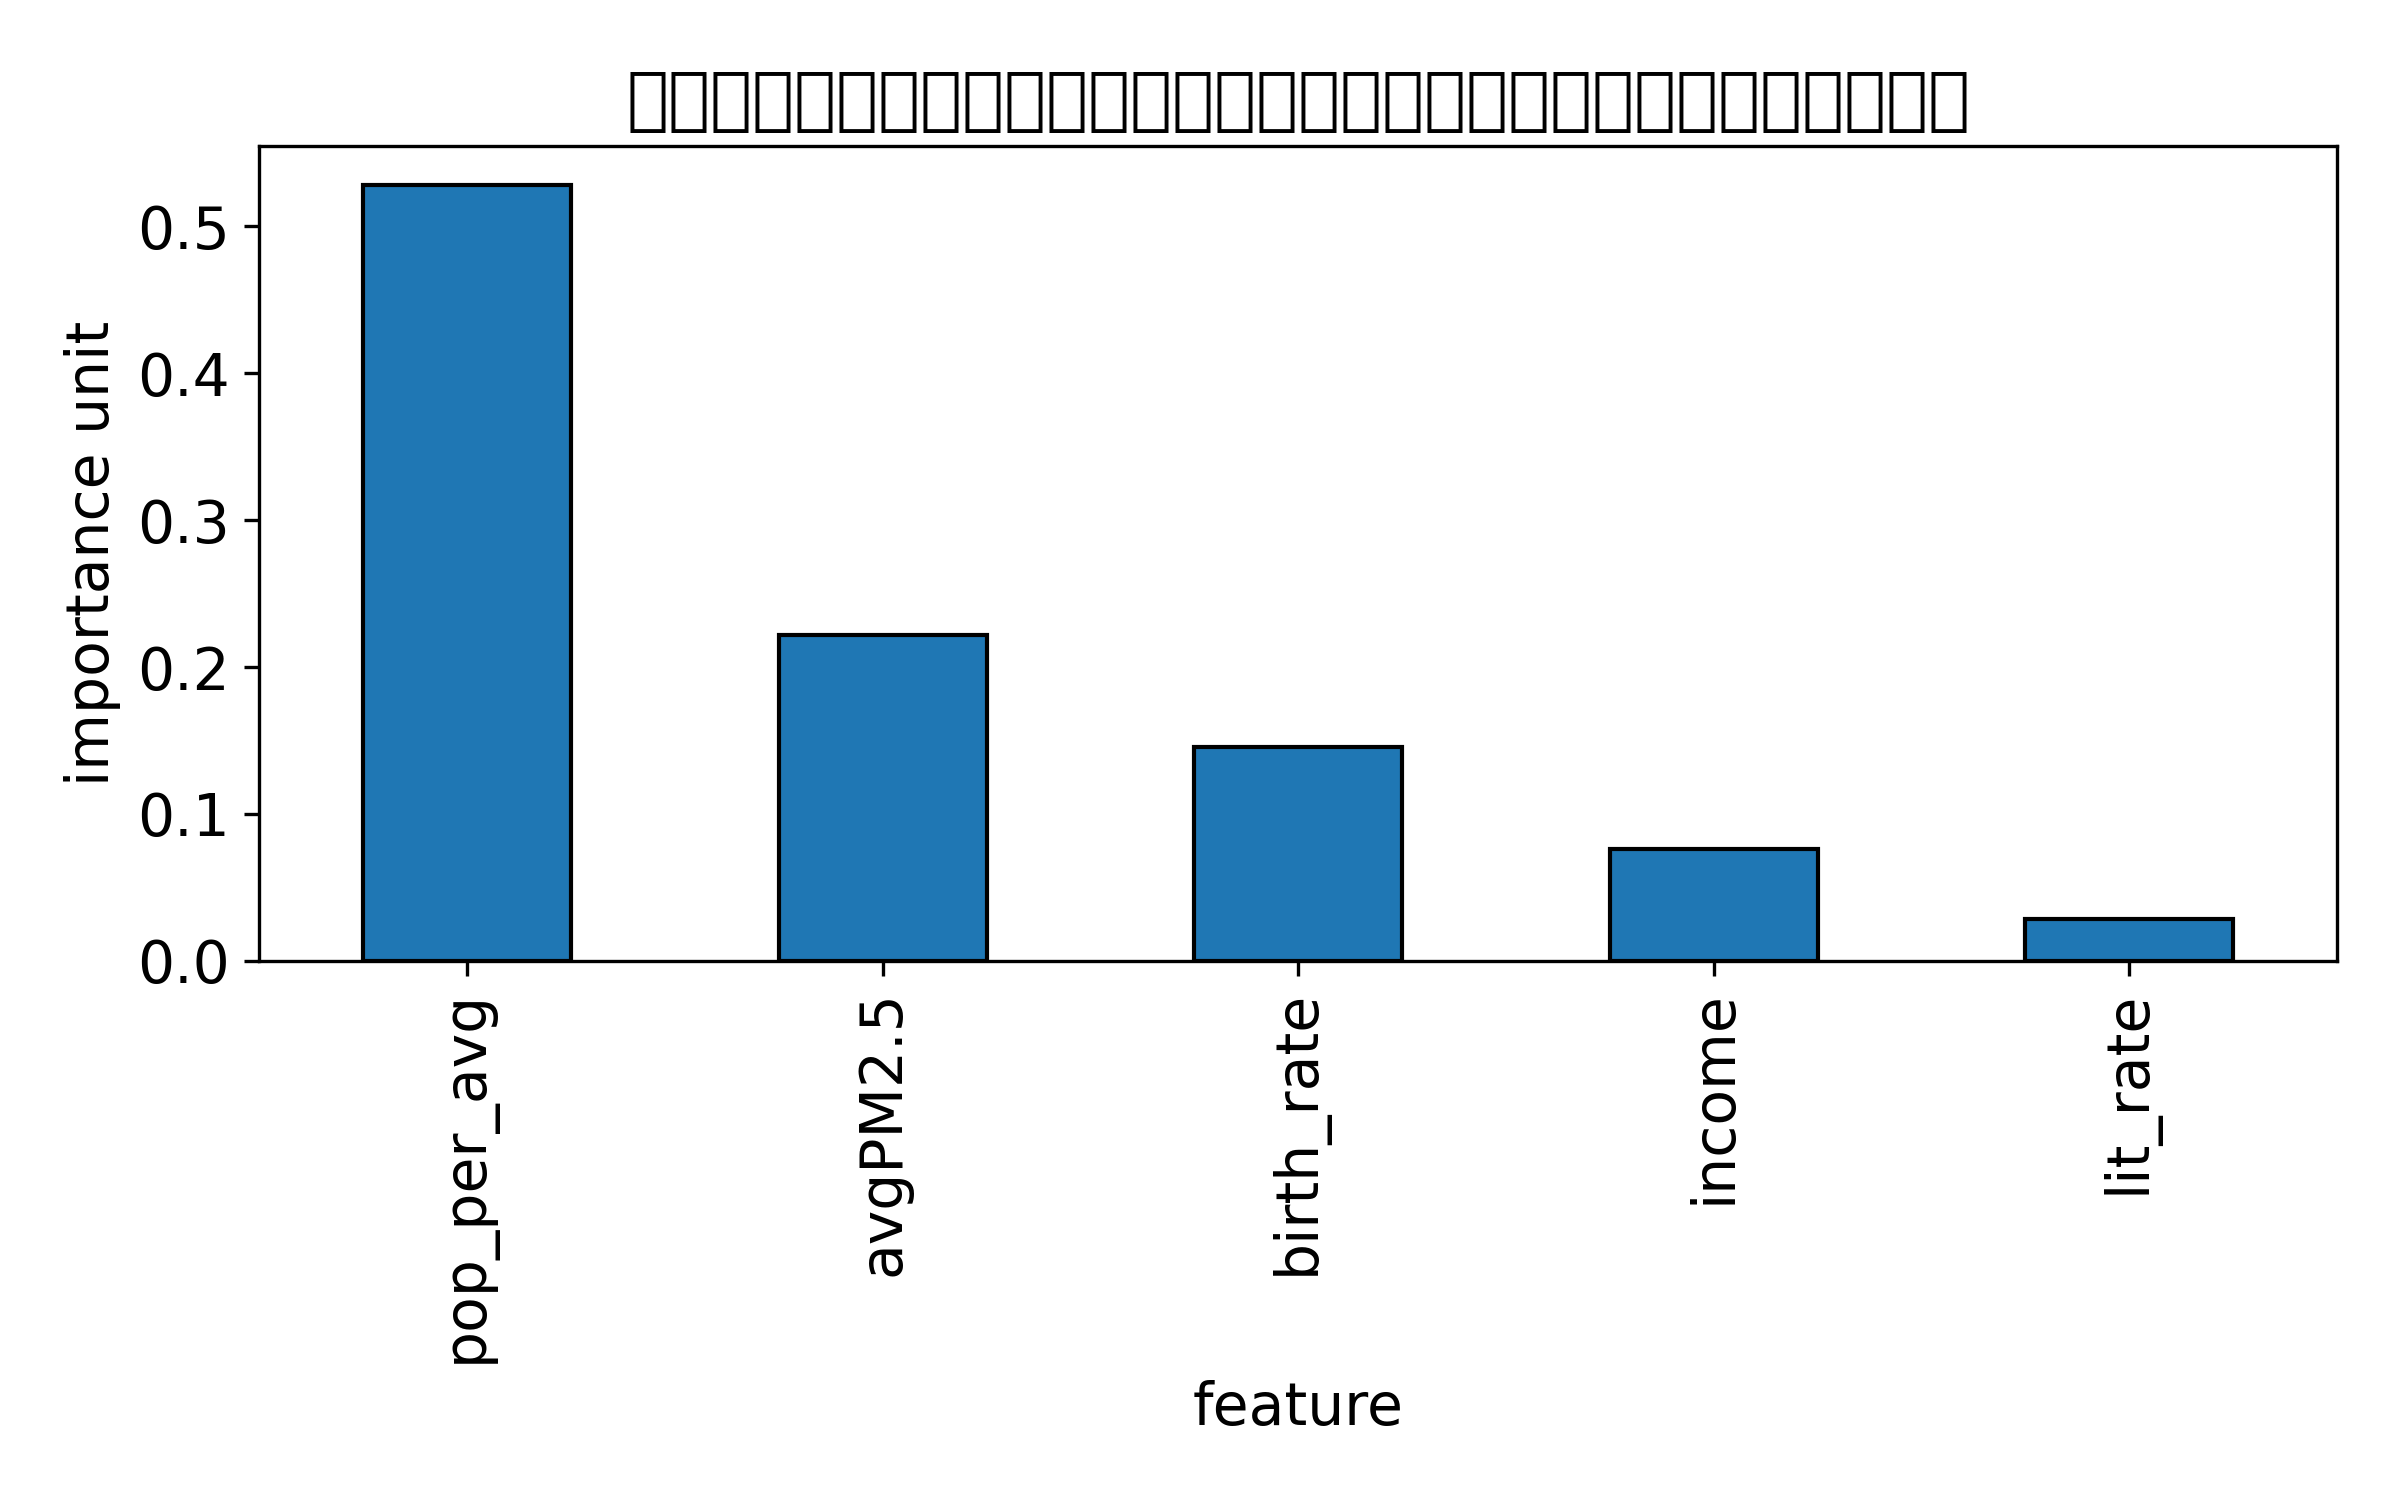 importance unit
0.5
0.4
0.3
0.2
0.1
0.0
pop_per_avg
avgPM2.5
birth_rate
income
lit_rate
feature